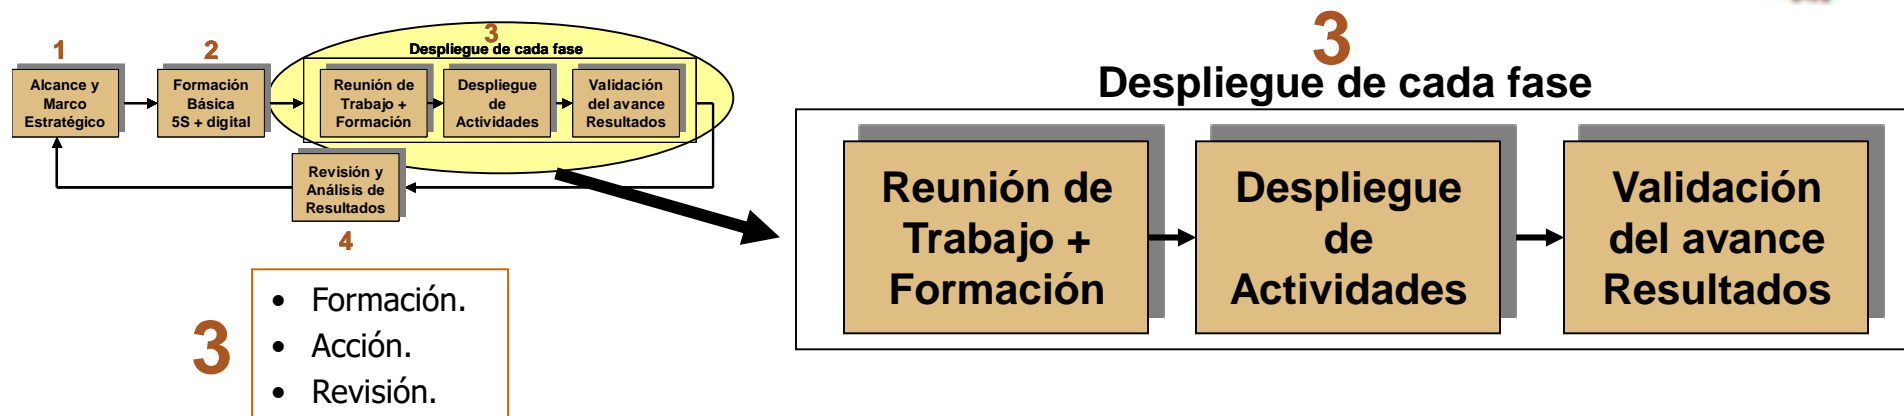 1
Alcance y
Marco
Estratégico
2
Formación
Básica
5S + digital
3
Despliegue de cada fase
Reunión de
Trabajo +
Formación
Despliegue
de
Actividades
Validación
del avance
Resultados
Revisión y
Análisis de
Resultados
4
3
• Formación.
• Acción.
• Revisión.
3
Despliegue de cada fase
Reunión de
Trabajo +
Formación
Despliegue
de
Actividades
Validación
del avance
Resultados